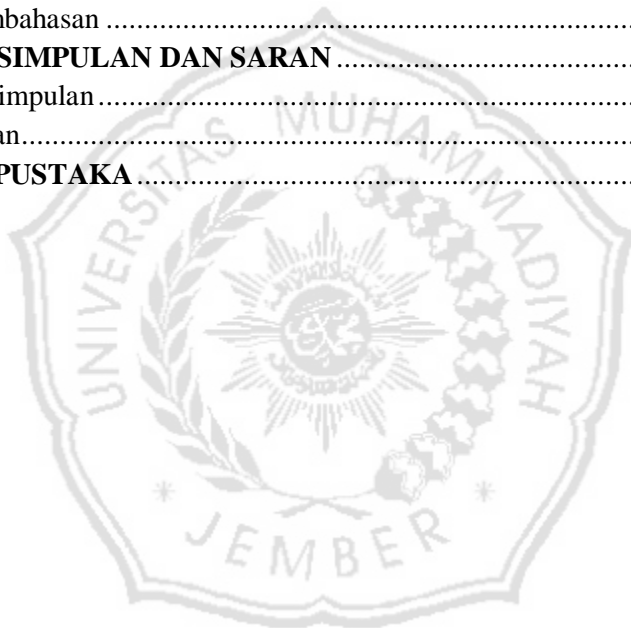 mbahasan ........................................................................................
SIMPULAN DAN SARAN ..................................................
impulan ........................................................................................
an ....................................................................................................
PUSTAKA ..................................................................................
UNIVERSITAS MUHAMMADIYAH
JEMBER